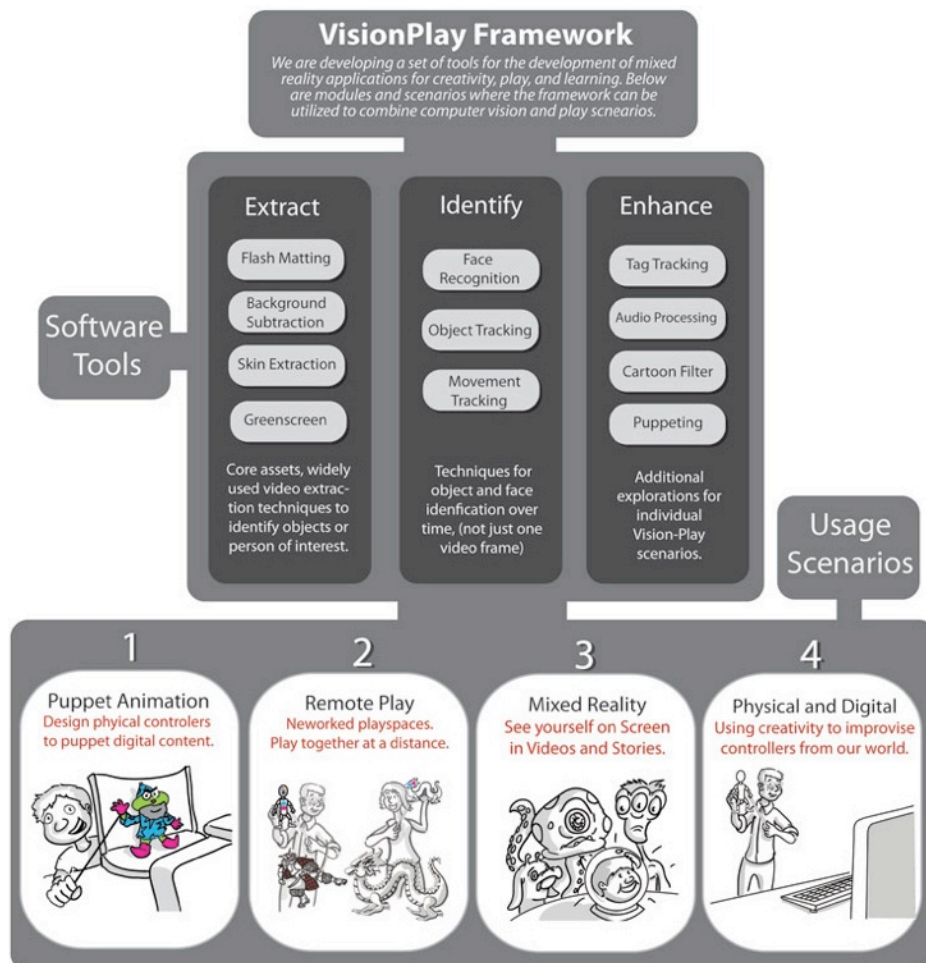 VisionPlay Framework
We are developing a set of tools for the development of mixed
reality applications for creativity, play, and learning. Below
are modules and scenarios where the framework can be
utilized to combine computer vision and play scnearios.
Software
Tools
Extract
Flash Matting
Background
Subtraction
Skin Extraction
Greenscreen
Core assets, widely
used video extrac-
tion techniques to
identify objects or
person of interest.
Identify
Face
Recognition
Object Tracking
Movement
Tracking
Techniques for
object and face
idenfication over
time, (not just one
video frame)
Enhance
Tag Tracking
Audio Processing
Cartoon Filter
Puppeting
Additional
explorations for
individual
Vision-Play
scenarios.
Usage
Scenarios
1
Puppet Animation
Design phyical controlers
to puppet digital content.
2
Remote Play
Neworked playspaces.
Play together at a distance.
3
Mixed Reality
See yourself on Screen
in Videos and Stories.
4
Physical and Digital
Using creativity to improvise
controllers from our world.